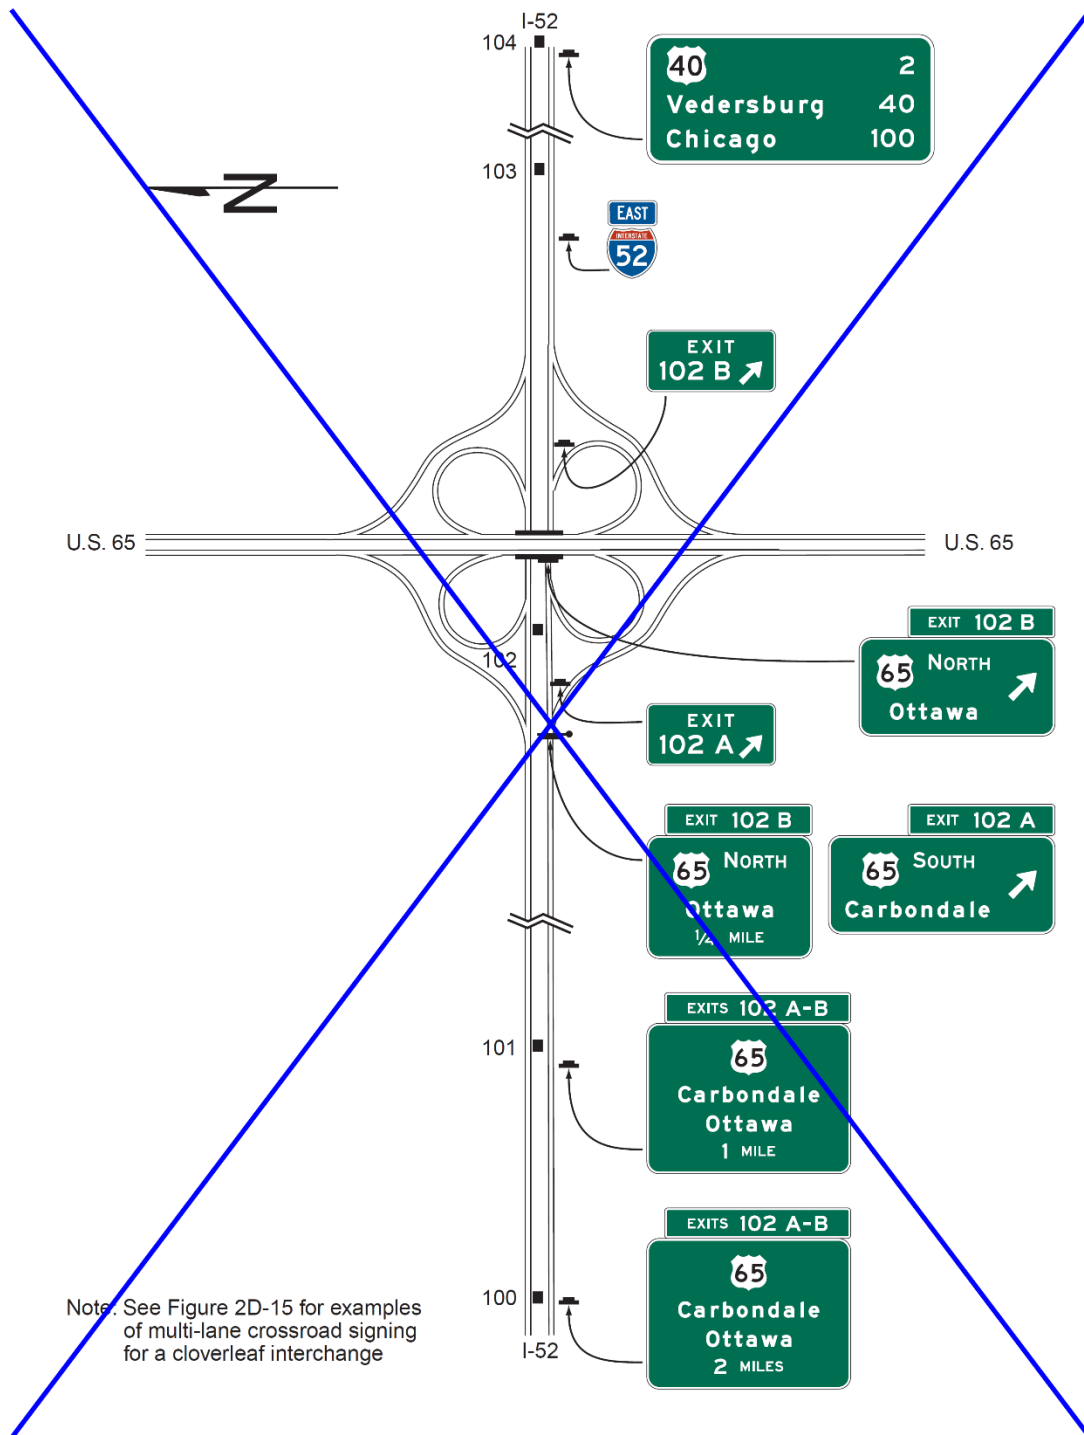 I-52
104
40 2
Vedersburg 40
Chicago 100
103
N
EAST
INTERSTATE
52
EXIT
102 B
U.S. 65
U.S. 65
EXIT 102 B
65 NORTH
Ottawa
102
EXIT
102 A
EXIT 102 B
65 NORTH
Ottawa
1/4 MILE
EXIT 102 A
65 SOUTH
Carbondale
EXITS 102 A-B
65
Carbondale
Ottawa
1 MILE
101
EXITS 102 A-B
65
Carbondale
Ottawa
2 MILES
100
I-52
Note: See Figure 2D-15 for examples
of multi-lane crossroad signing
for a cloverleaf interchange